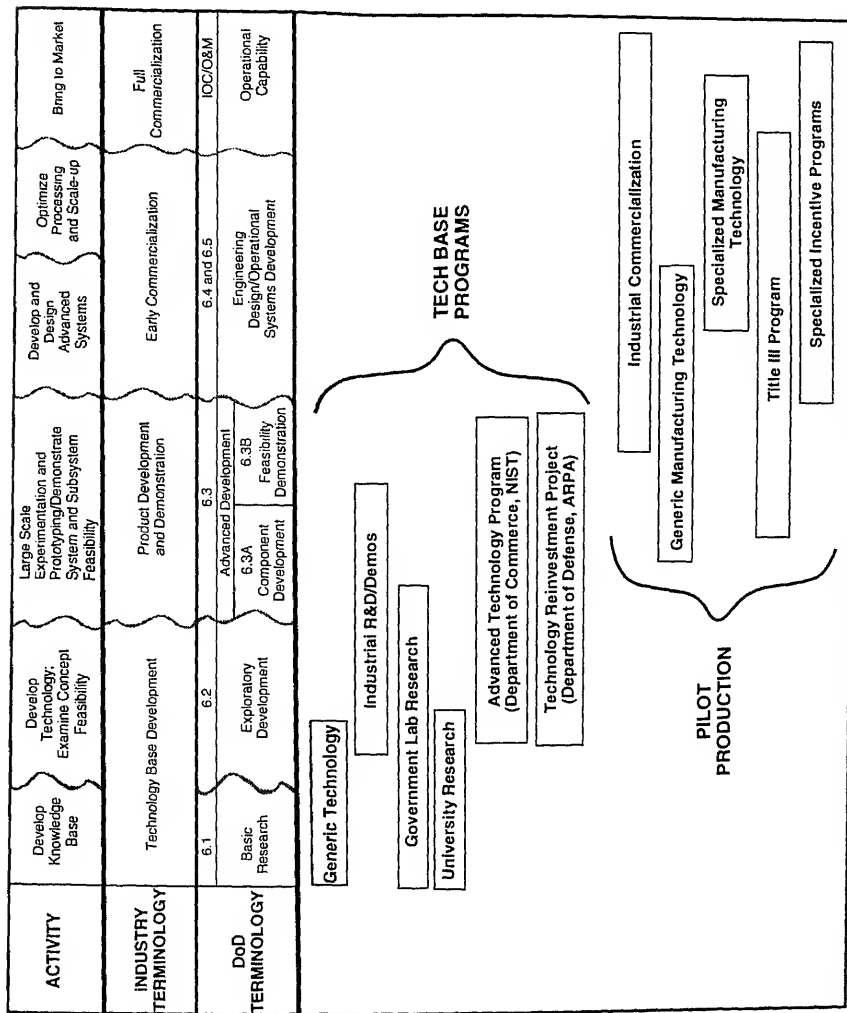 ACTIVITY
Develop
Knowledge
Base
Develop
Technology;
Examine Concept
Feasibility
Large Scale
Experimentation and
Prototyping/Demonstrate
System and Subsystem
Feasibility
Develop and
Design
Advanced
Systems
Optimize
Processing
and Scale-up
Bring to Market
INDUSTRY
TERMINOLOGY
Technology Base Development
Product Development
and Demonstration
Early Commercialization
Full
Commercialization
DoD
TERMINOLOGY
6.1
Basic
Research
6.2
Exploratory
Development
6.3
Advanced Development
6.3A
Component
Development
6.3B
Feasibility
Demonstration
6.4 and 6.5
Engineering
Design/Operational
Systems Development
IOC/O&M
Operational
Capability
Generic Technology
Industrial R&D/Demos
Government Lab Research
University Research
Advanced Technology Program
(Department of Commerce, NIST)
Technology Reinvestment Project
(Department of Defense, ARPA)
TECH BASE
PROGRAMS
PILOT
PRODUCTION
Industrial Commercialization
Generic Manufacturing Technology
Specialized Manufacturing
Technology
Title III Program
Specialized Incentive Programs